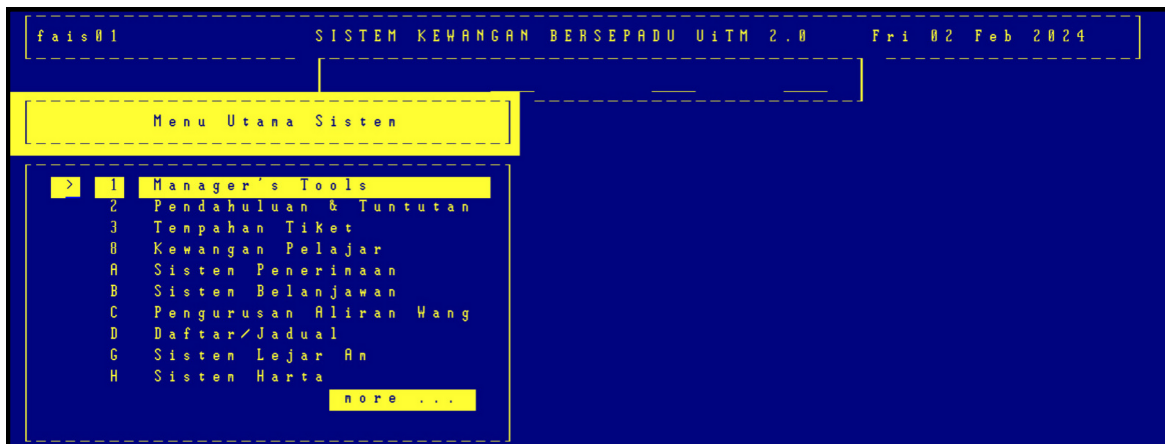 fais01 SISTEM KEWANGAN BERSEPADU UiTM 2.0 Fri 02 Feb 2024
Menu Utama Sistem
> 1 Manager's Tools
2 Pendahuluan & Tuntutan
3 Tempahan Tiket
8 Kewangan Pelajar
A Sistem Penerimaan
B Sistem Belanjawan
C Pengurusan Aliran Wang
D Daftar/Jadual
G Sistem Lejar Am
H Sistem Harta
more ...